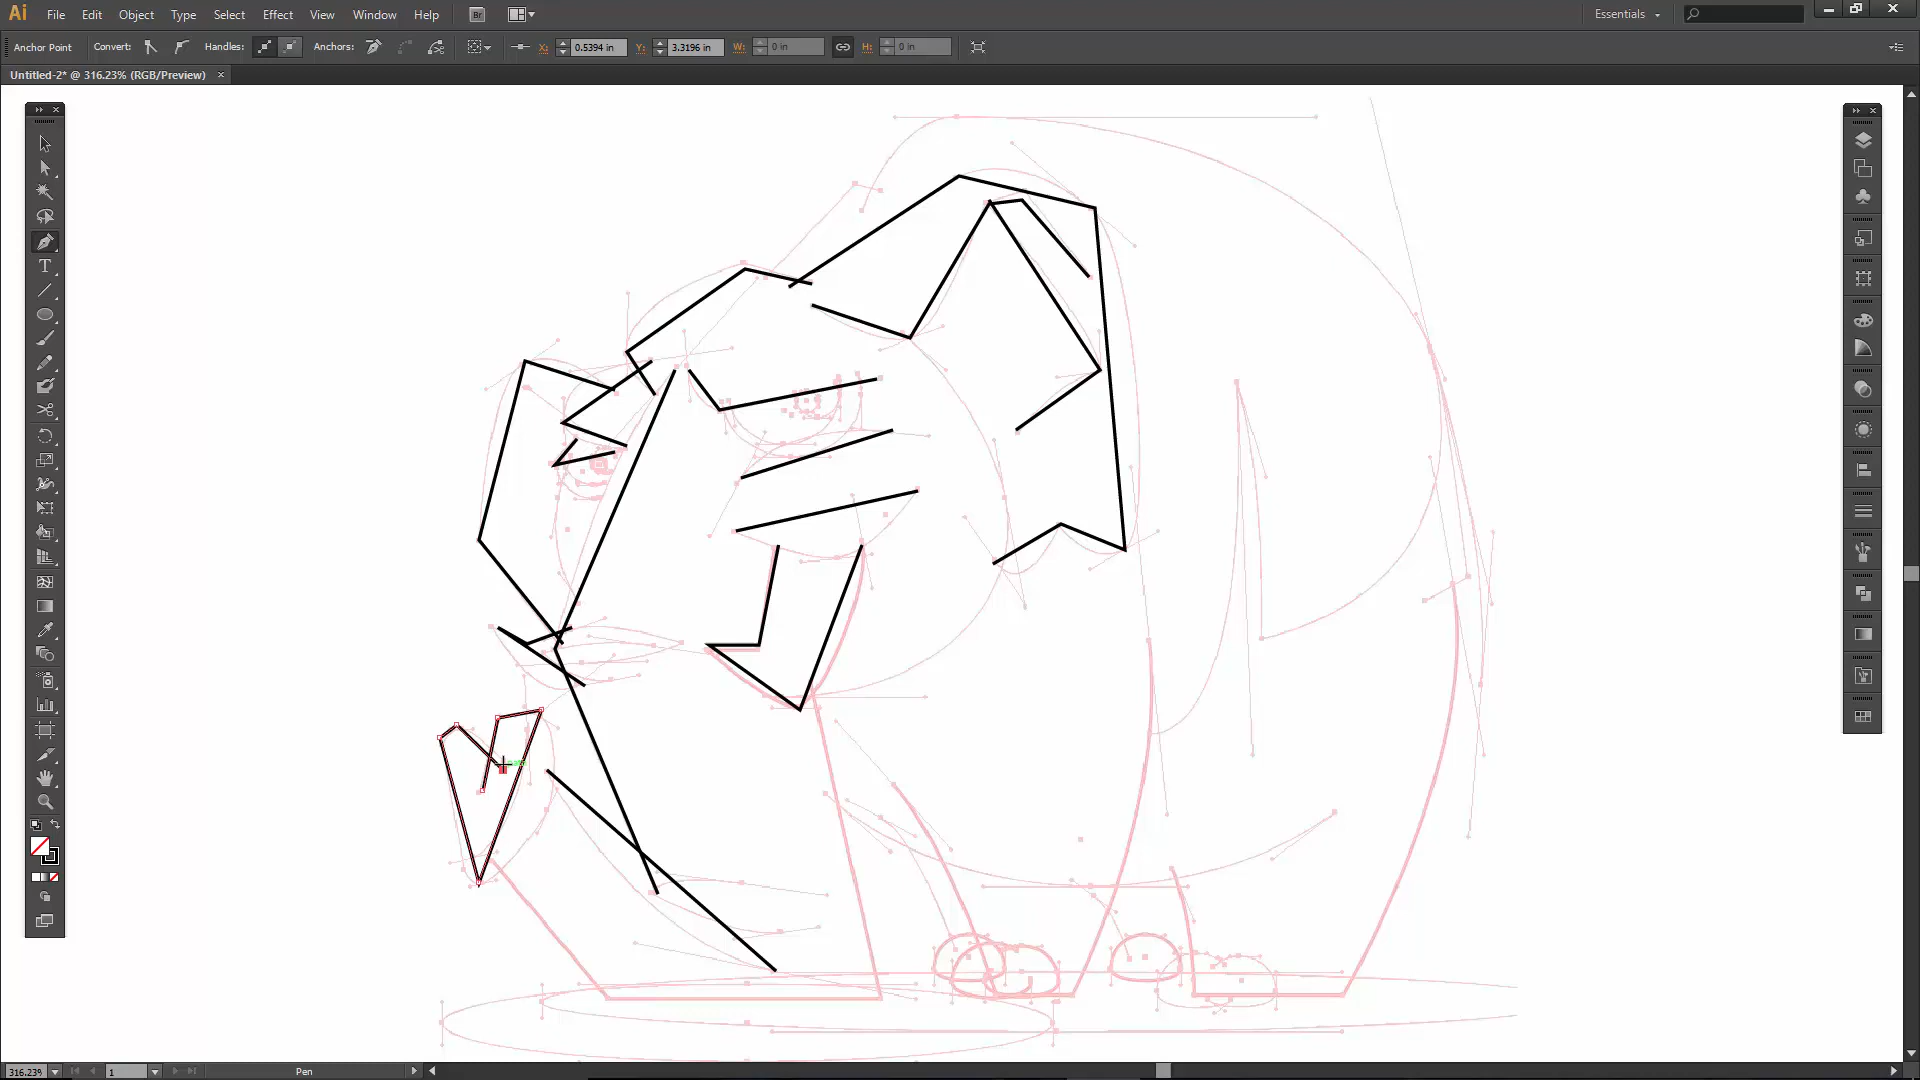 Ai File Edit Object Type Select Effect View Window Help Br Essentials
Anchor Point Convert: Handles: Anchors: X: 0.5394 in Y: 3.3196 in W: 0 in H: 0 in
Untitled-2* @ 316.23% (RGB/Preview)
T
316.23% 1 Pen